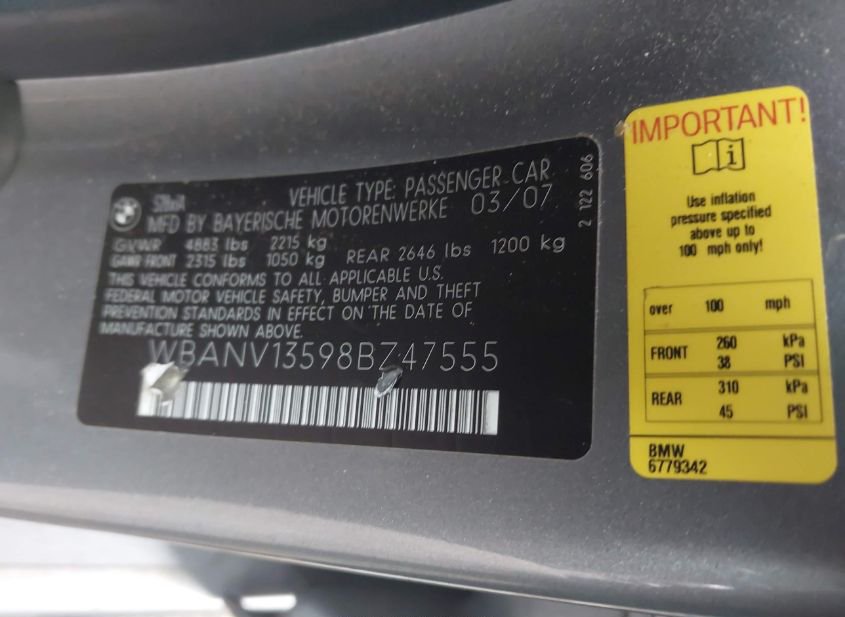 VEHICLE TYPE: PASSENGER CAR
MFD BY BAYERISCHE MOTORENWERKE 03/07
GVWR 4883 lbs 2215 kg
GAWR FRONT 2315 lbs 1050 kg REAR 2646 lbs 1200 kg
THIS VEHICLE CONFORMS TO ALL APPLICABLE U.S.
FEDERAL MOTOR VEHICLE SAFETY, BUMPER AND THEFT
PREVENTION STANDARDS IN EFFECT ON THE DATE OF
MANUFACTURE SHOWN ABOVE.
WBANV13598BZ47555
2 122 606
IMPORTANT!
i
Use inflation
pressure specified
above up to
100 mph only!
over 100 mph
FRONT 260 kPa
38 PSI
REAR 310 kPa
45 PSI
BMW
6779342